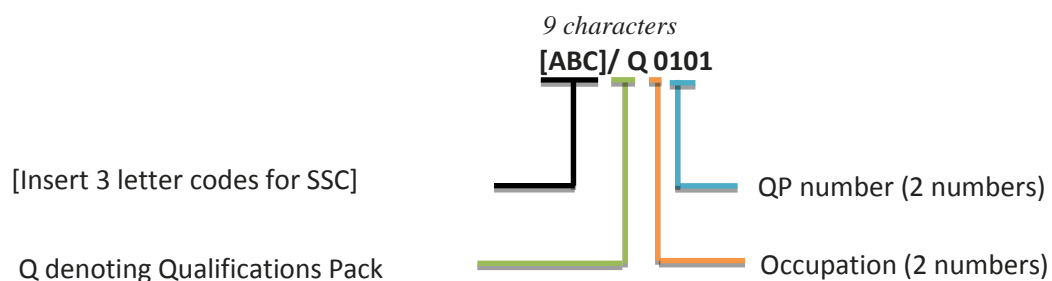 9 characters
[ABC]/ Q 0101
[Insert 3 letter codes for SSC]
QP number (2 numbers)
Q denoting Qualifications Pack
Occupation (2 numbers)